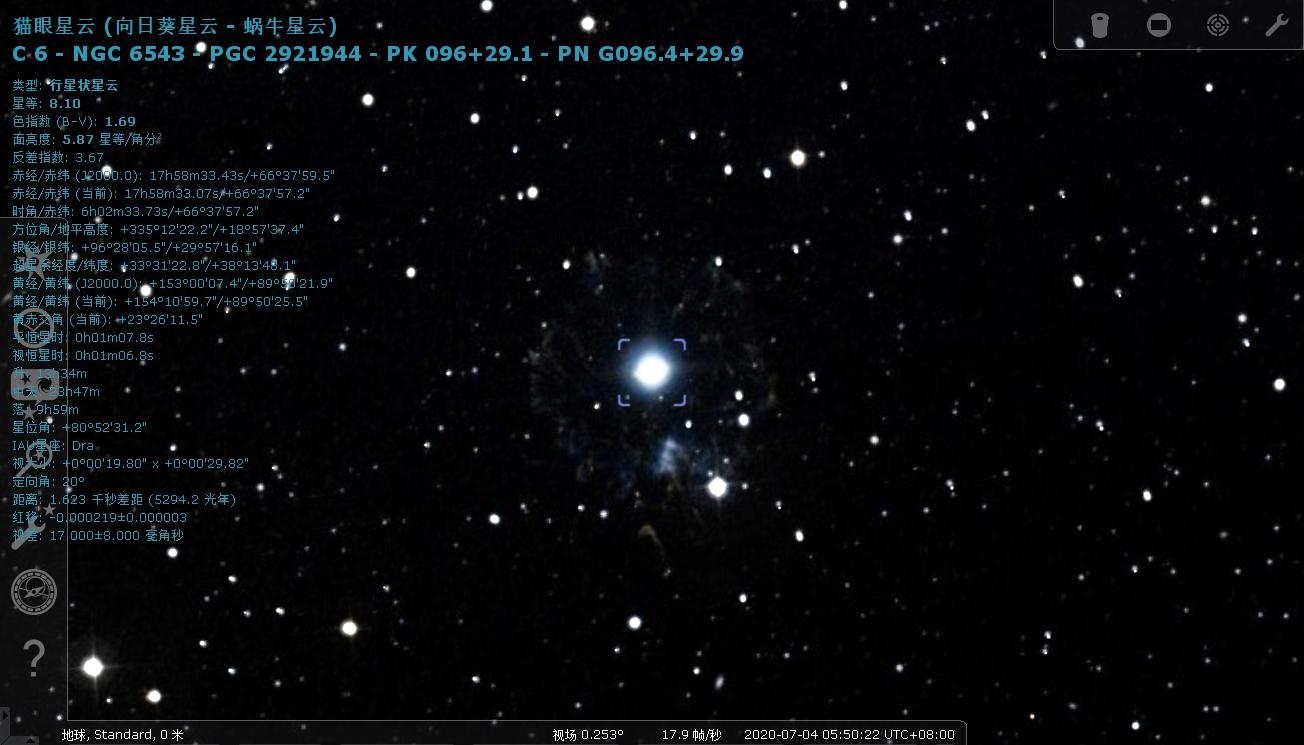 猫眼星云 (向日葵星云 - 蜗牛星云)
C 6 - NGC 6543 - PGC 2921944 - PK 096+29.1 - PN G096.4+29.9
类型: 行星状星云
星等: 8.10
色指数 (B-V): 1.69
面亮度: 5.87 星等/角分²
反差指数: 3.67
赤经/赤纬 (J2000.0): 17h58m33.43s/+66°37'59.5"
赤经/赤纬 (当前): 17h58m33.07s/+66°37'57.2"
时角/赤纬: 6h02m33.73s/+66°37'57.2"
方位角/地平高度: +335°12'22.2"/+18°57'37.4"
银经/银纬: +96°28'05.5"/+29°57'16.1"
超星系经度/纬度: +33°31'22.8"/+38°13'48.1"
黄经/黄纬 (J2000.0): +153°00'07.4"/+89°50'21.9"
黄经/黄纬 (当前): +154°10'59.7"/+89°50'25.5"
黄赤交角 (当前): +23°26'11.5"
平恒星时: 0h01m07.8s
视恒星时: 0h01m06.8s
升: 13h34m
中天: 23h47m
落: 9h59m
星位角: +80°52'31.2"
IAU星座: Dra
视大小: +0°00'19.80" x +0°00'29.82"
定向角: 20°
距离: 1.623 千秒差距 (5294.2 光年)
红移: -0.000219±0.000003
视差: 17.000±8.000 毫角秒
地球, Standard, 0 米
视场 0.253°
17.9 帧/秒
2020-07-04 05:50:22 UTC+08:00